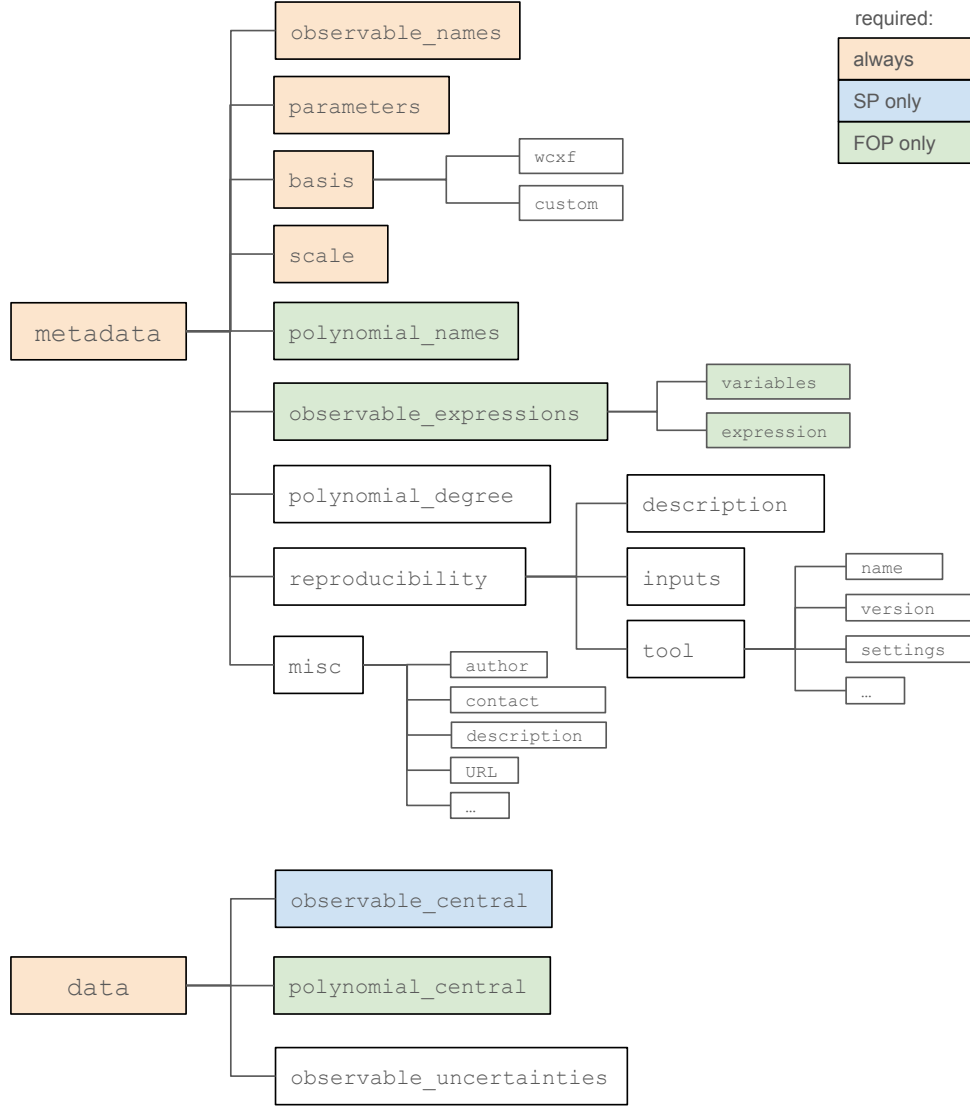 required:
always
SP only
FOP only
observable_names
parameters
basis
wcxf
custom
scale
metadata
polynomial_names
observable_expressions
variables
expression
polynomial_degree
reproducibility
description
inputs
tool
name
version
settings
…
misc
author
contact
description
URL
…
data
observable_central
polynomial_central
observable_uncertainties